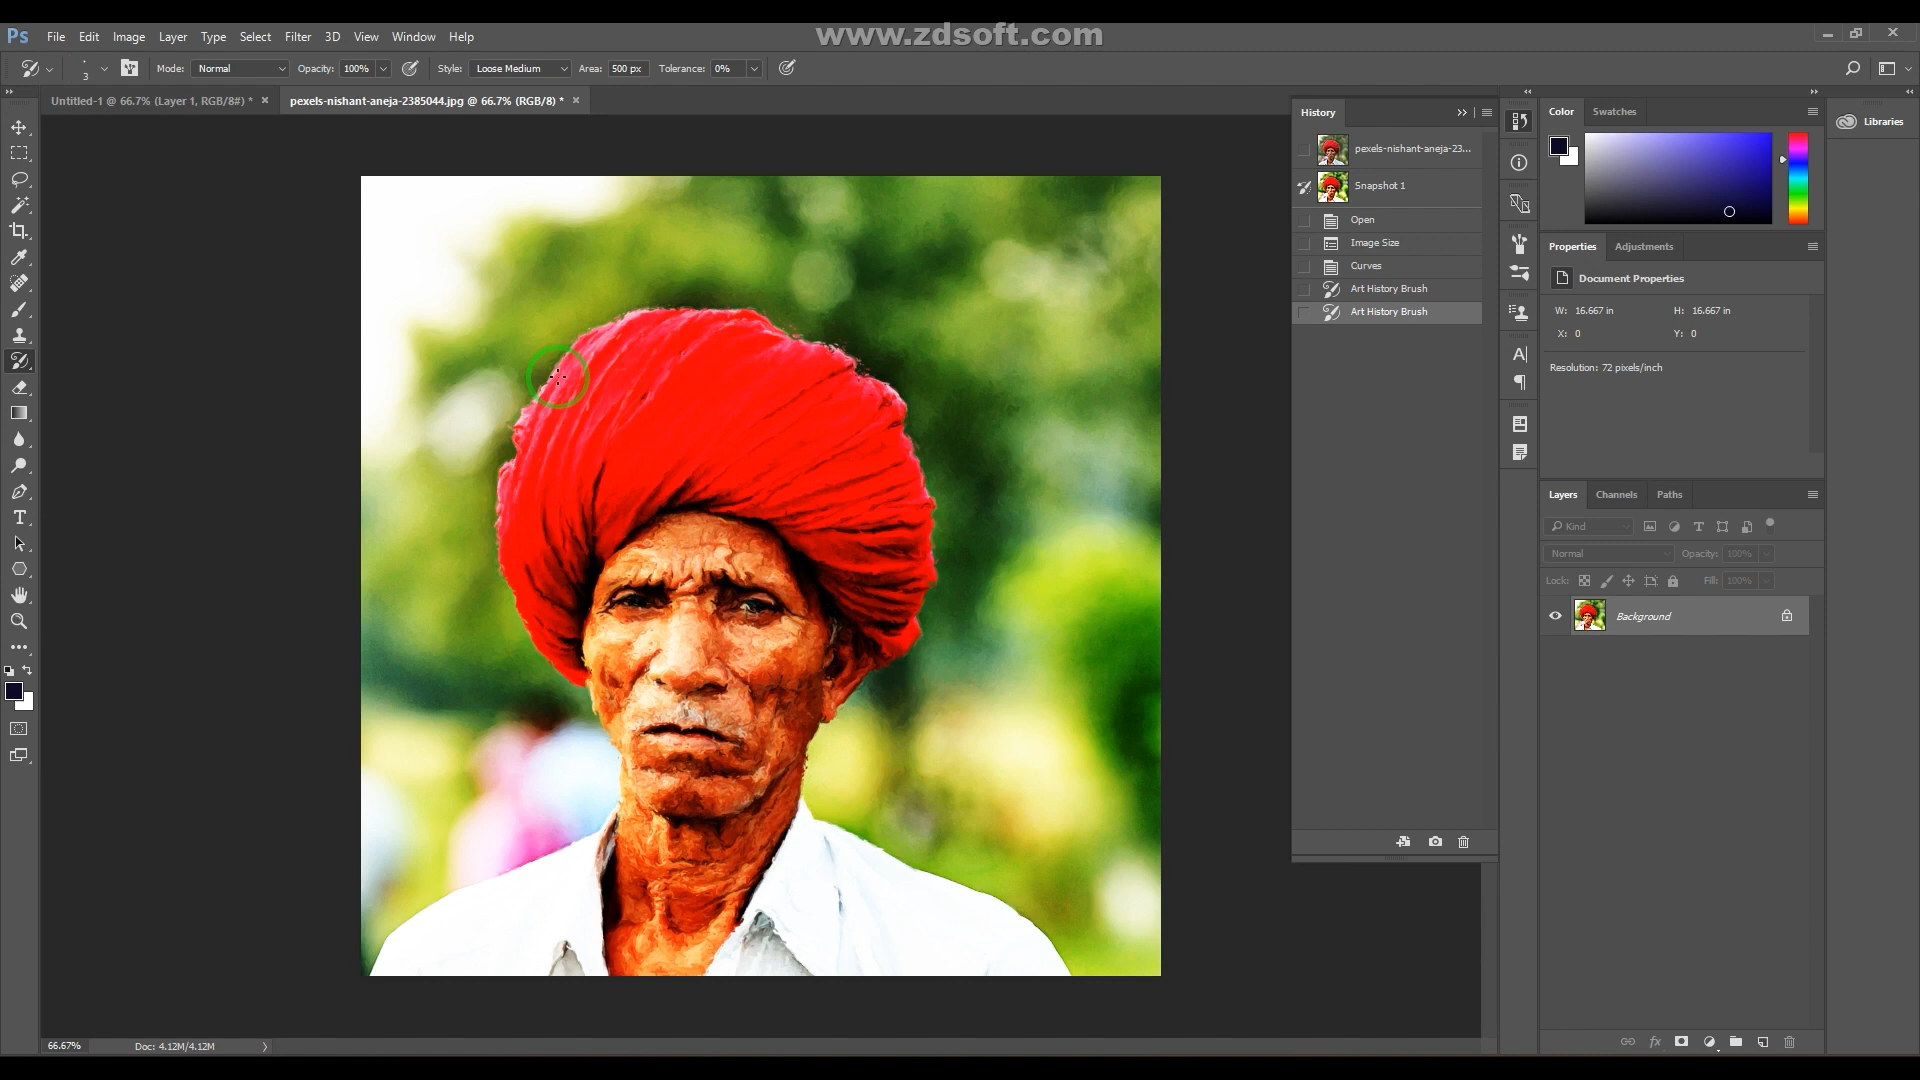 www.zdsoft.com
Ps File Edit Image Layer Type Select Filter 3D View Window Help
3 Mode: Normal Opacity: 100% Style: Loose Medium Area: 500 px Tolerance: 0%
Untitled-1 @ 66.7% (Layer 1, RGB/8#) * × pexels-nishant-aneja-2385044.jpg @ 66.7% (RGB/8) * ×
History
pexels-nishant-aneja-23...
Snapshot 1
Open
Image Size
Curves
Art History Brush
Art History Brush
Color Swatches
Libraries
Properties Adjustments
Document Properties
W: 16.667 in H: 16.667 in
X: 0 Y: 0
Resolution: 72 pixels/inch
Layers Channels Paths
Kind
Normal Opacity: 100%
Lock: Fill: 100%
Background
66.67% Doc: 4.12M/4.12M